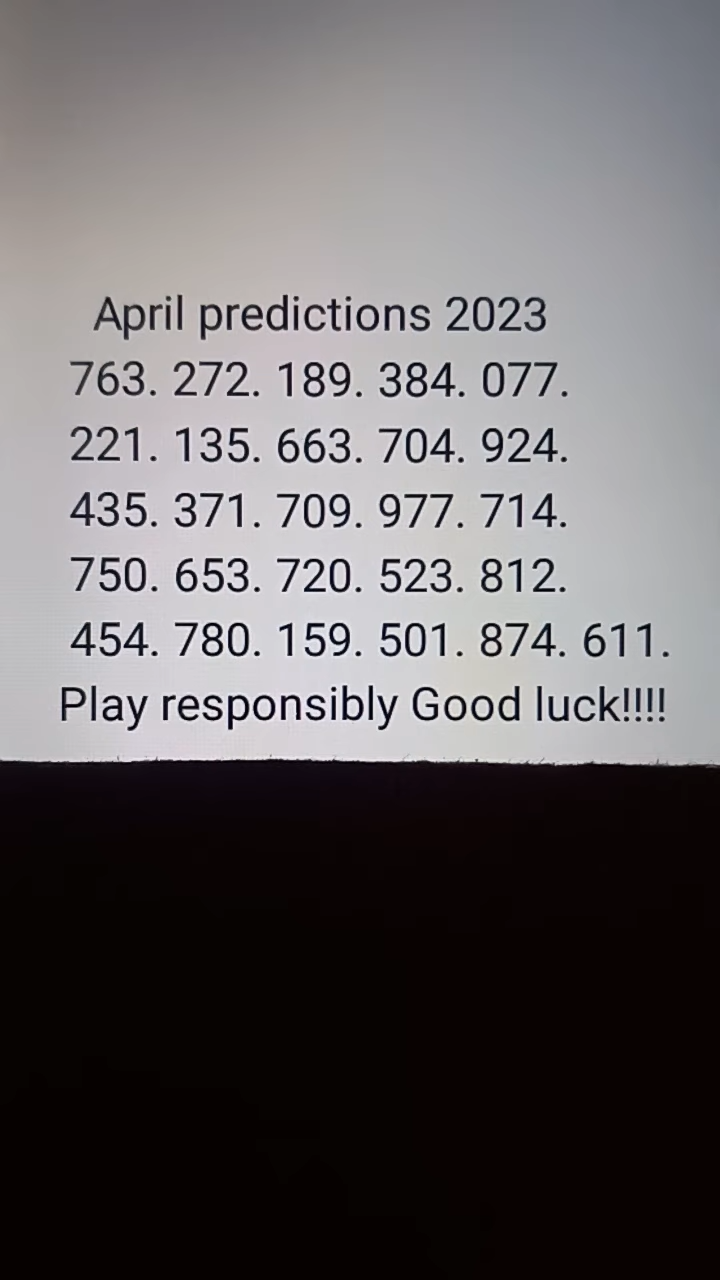 April predictions 2023
763. 272. 189. 384. 077.
221. 135. 663. 704. 924.
435. 371. 709. 977. 714.
750. 653. 720. 523. 812.
454. 780. 159. 501. 874. 611.
Play responsibly Good luck!!!!